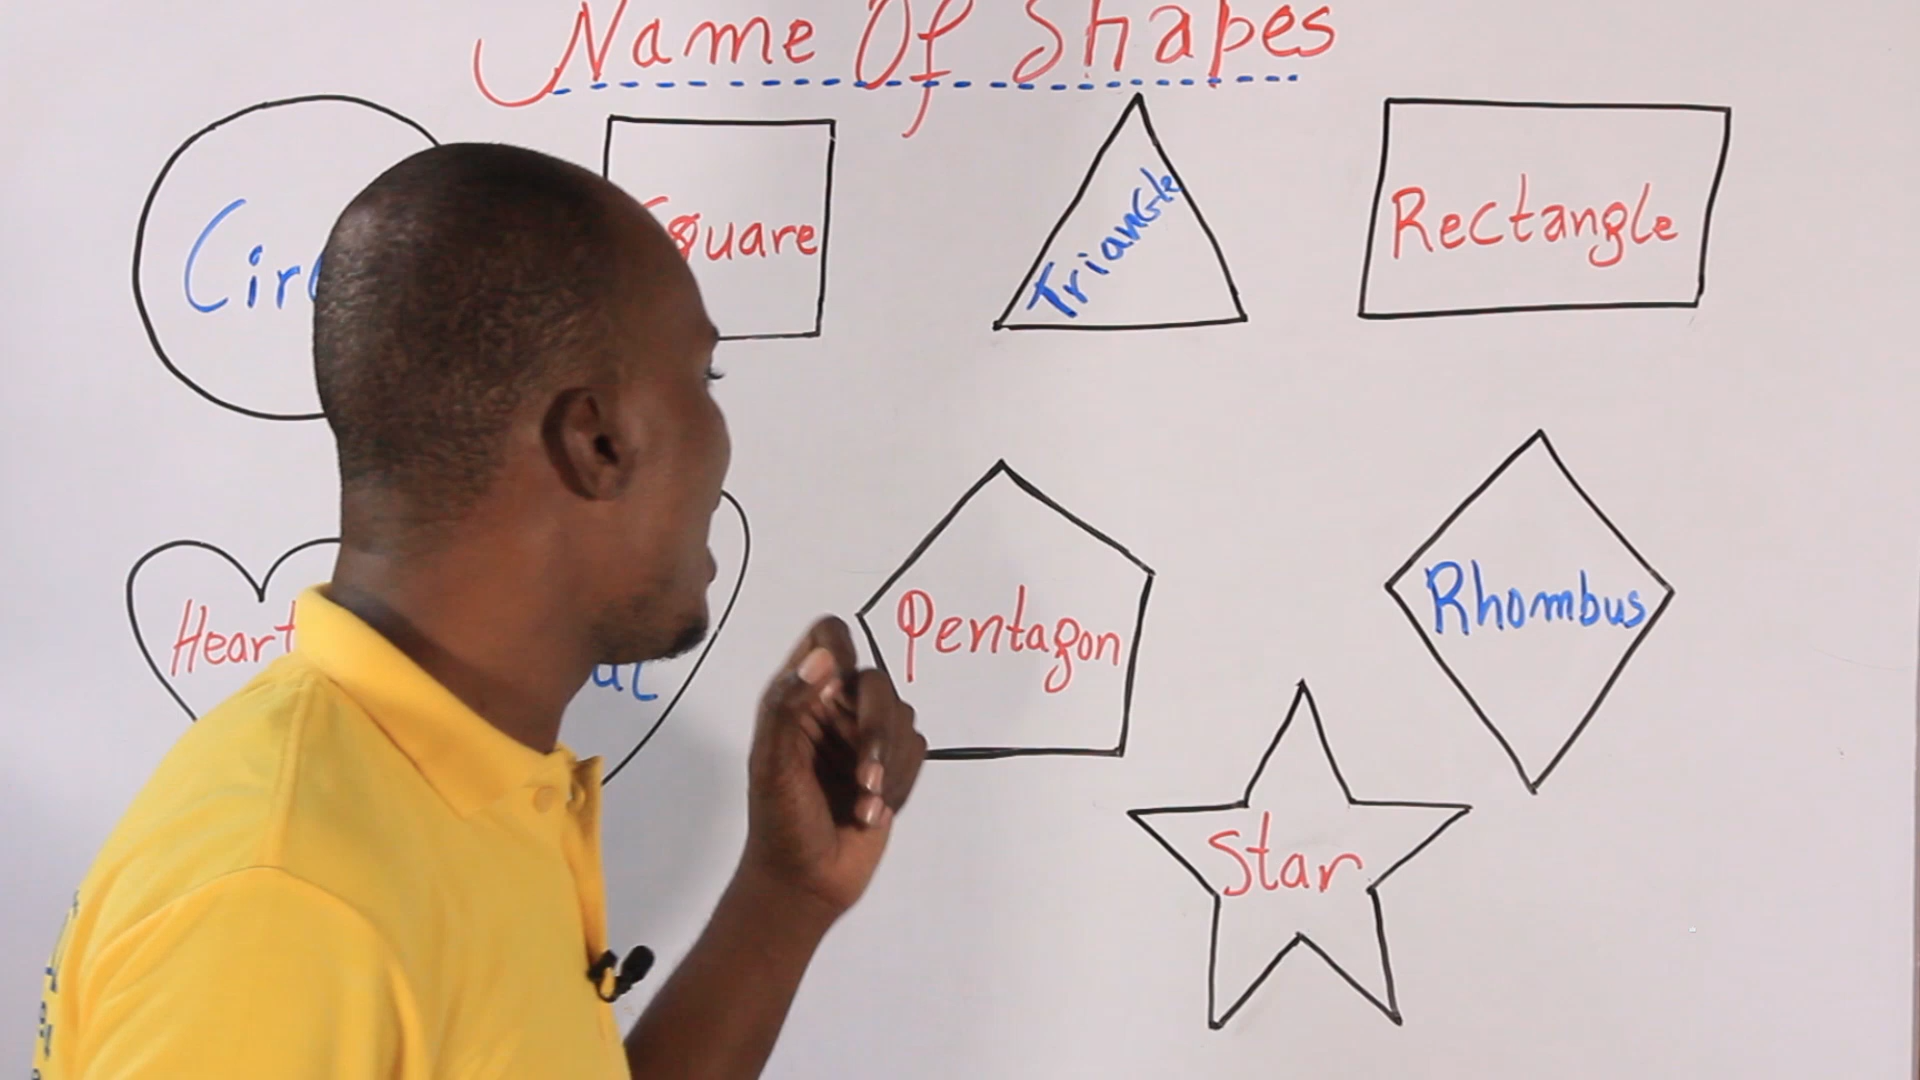 Name Of Shapes
Square
Triangle
Rectangle
Heart
Pentagon
Rhombus
Star